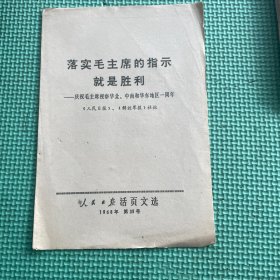 落实毛主席的指示
就是胜利
——庆祝毛主席视察华北、中南和华东地区一周年
《人民日报》、《解放军报》社论
人民日报活页文选
1968年 第59号